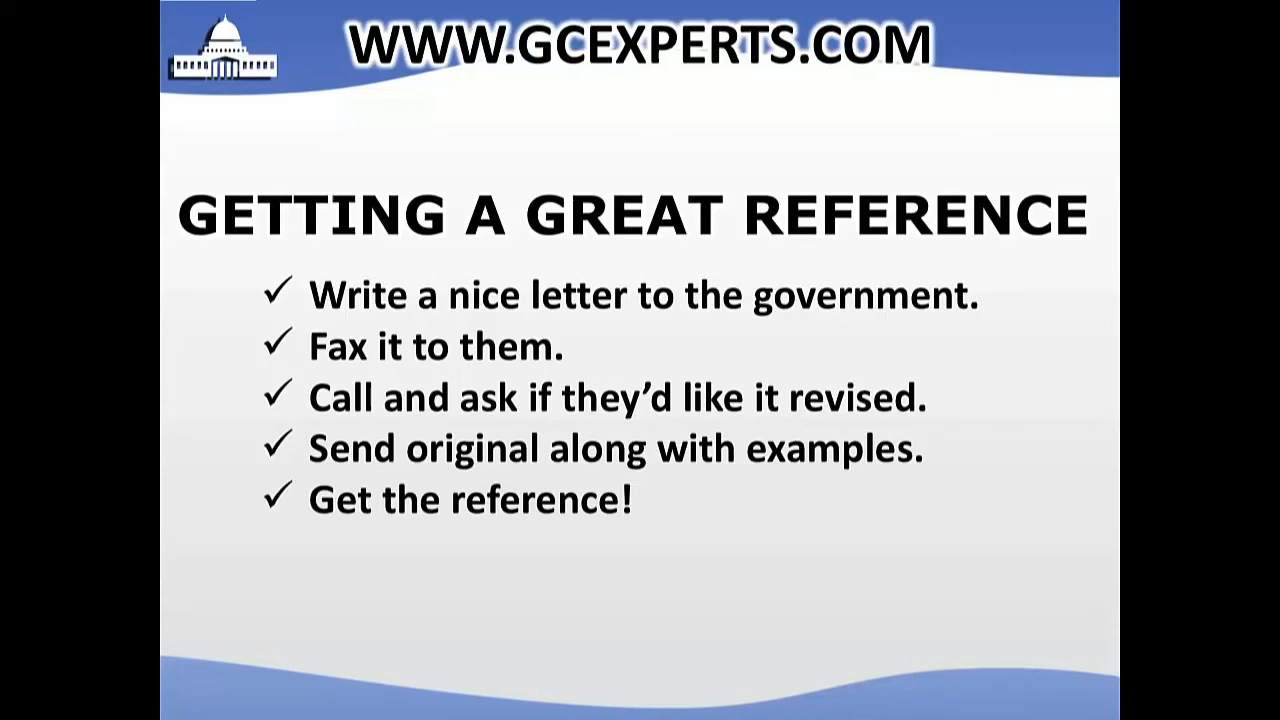 WWW.GCEXPERTS.COM
GETTING A GREAT REFERENCE
✓ Write a nice letter to the government.
✓ Fax it to them.
✓ Call and ask if they’d like it revised.
✓ Send original along with examples.
✓ Get the reference!